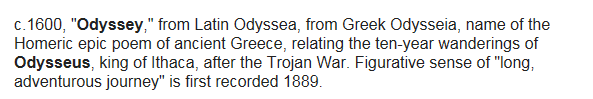 c.1600, "Odyssey," from Latin Odyssea, from Greek Odysseia, name of the
Homeric epic poem of ancient Greece, relating the ten-year wanderings of
Odysseus, king of Ithaca, after the Trojan War. Figurative sense of "long,
adventurous journey" is first recorded 1889.